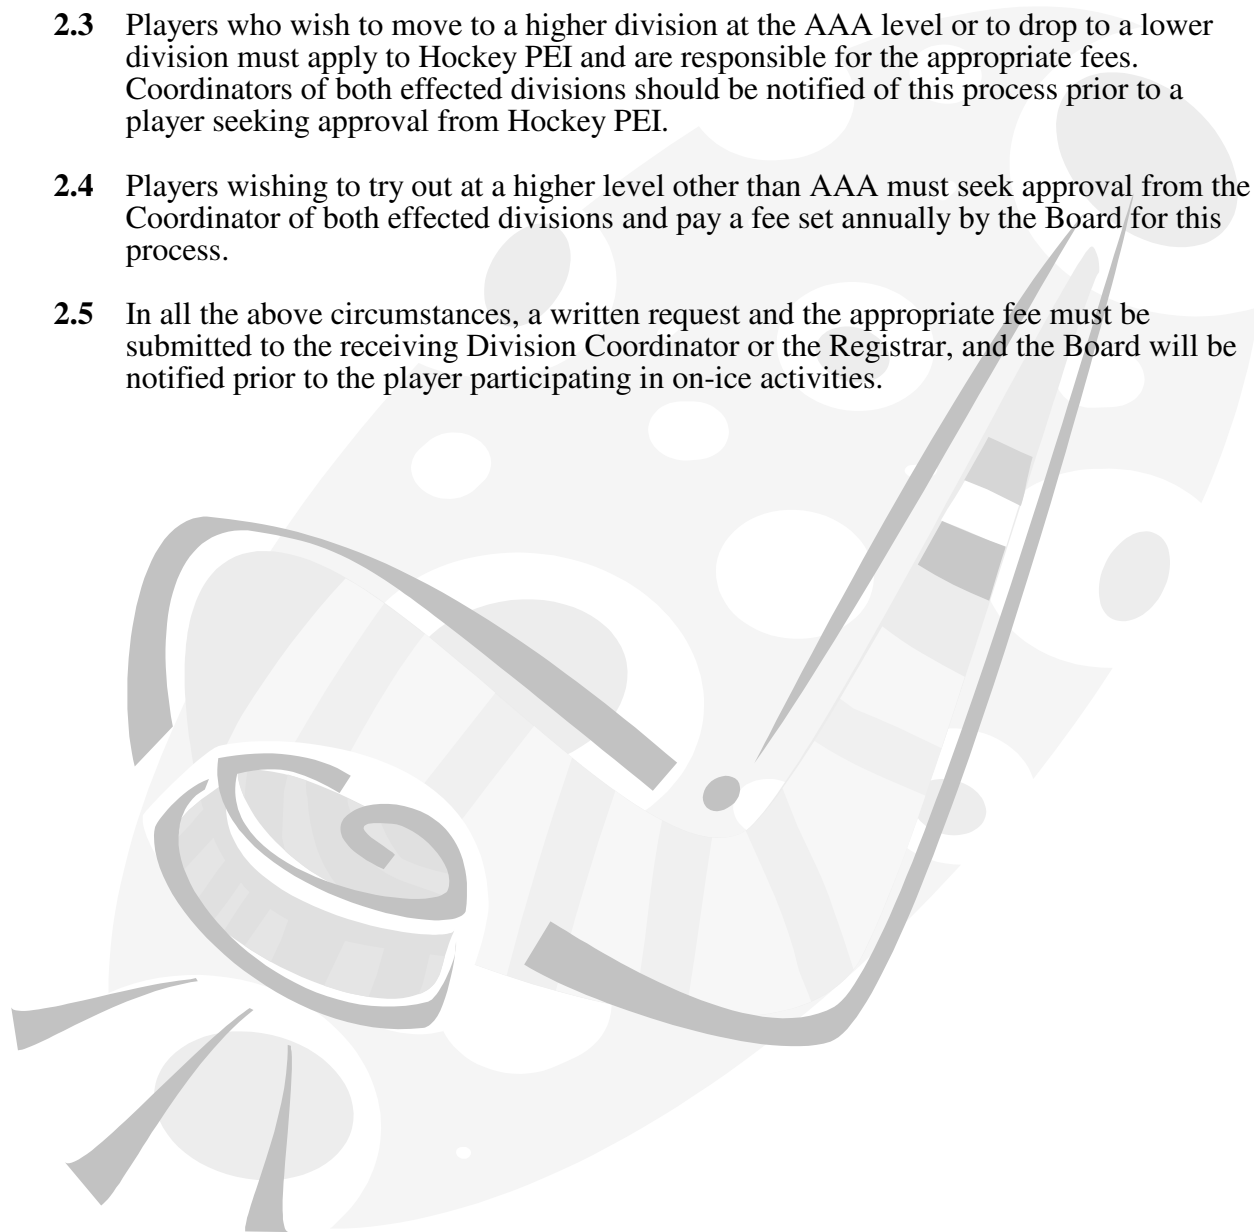 2.3 Players who wish to move to a higher division at the AAA level or to drop to a lower
division must apply to Hockey PEI and are responsible for the appropriate fees.
Coordinators of both effected divisions should be notified of this process prior to a
player seeking approval from Hockey PEI.
2.4 Players wishing to try out at a higher level other than AAA must seek approval from the
Coordinator of both effected divisions and pay a fee set annually by the Board for this
process.
2.5 In all the above circumstances, a written request and the appropriate fee must be
submitted to the receiving Division Coordinator or the Registrar, and the Board will be
notified prior to the player participating in on-ice activities.